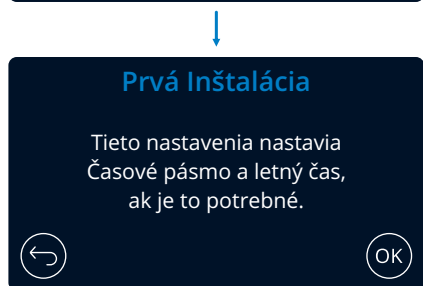 Prvá Inštalácia
Tieto nastavenia nastavia
Časové pásmo a letný čas,
ak je to potrebné.
OK